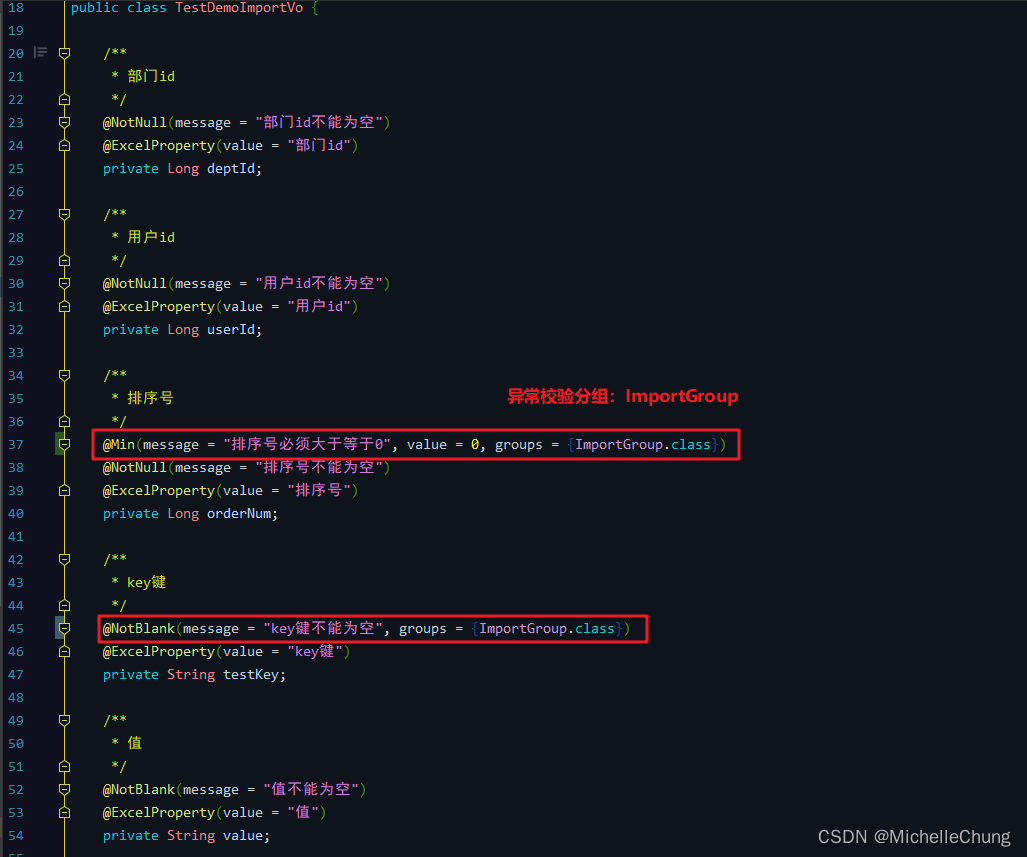 18 public class TestDemoImportVo {
19
20 /**
21 * 部门id
22 */
23 @NotNull(message = "部门id不能为空")
24 @ExcelProperty(value = "部门id")
25 private Long deptId;
26
27 /**
28 * 用户id
29 */
30 @NotNull(message = "用户id不能为空")
31 @ExcelProperty(value = "用户id")
32 private Long userId;
33
34 /**
35 * 排序号
异常校验分组：ImportGroup
36 */
37 @Min(message = "排序号必须大于等于0", value = 0, groups = {ImportGroup.class})
38 @NotNull(message = "排序号不能为空")
39 @ExcelProperty(value = "排序号")
40 private Long orderNum;
41
42 /**
43 * key键
44 */
45 @NotBlank(message = "key键不能为空", groups = {ImportGroup.class})
46 @ExcelProperty(value = "key键")
47 private String testKey;
48
49 /**
50 * 值
51 */
52 @NotBlank(message = "值不能为空")
53 @ExcelProperty(value = "值")
54 private String value;
CSDN @MichelleChung